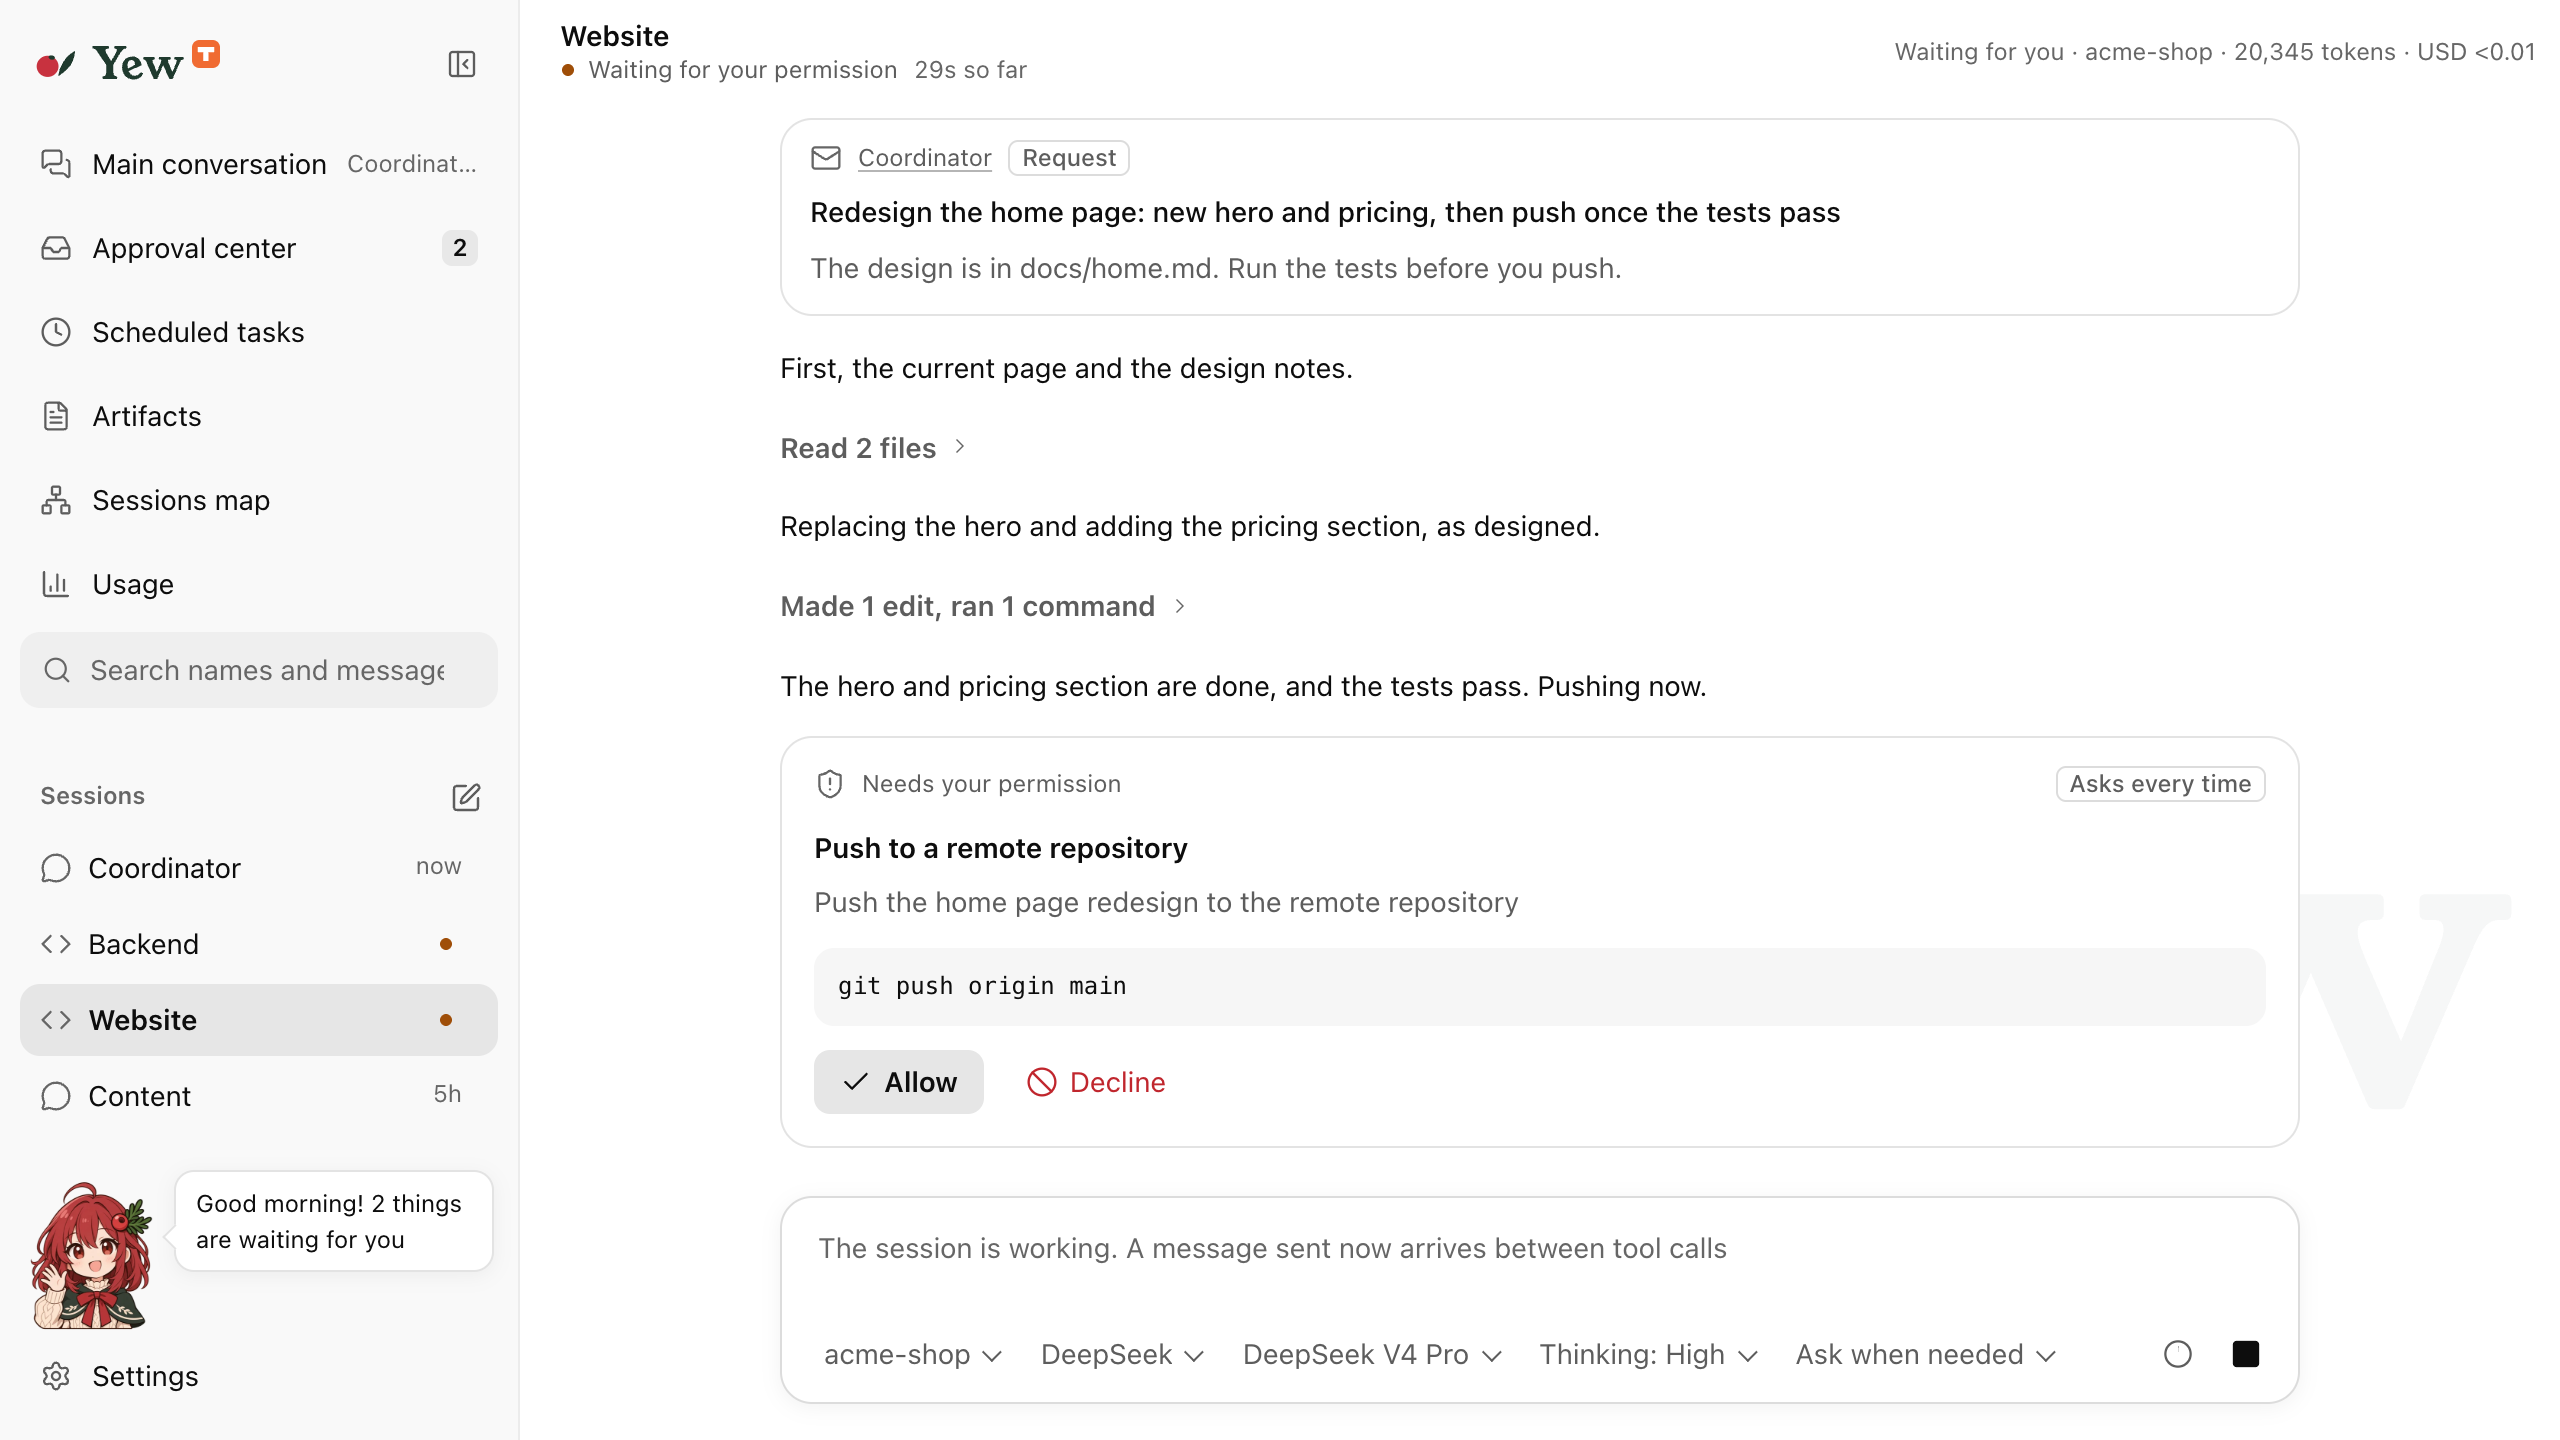 Yew T
Main conversation Coordinat...
Approval center 2
Scheduled tasks
Artifacts
Sessions map
Usage
Search names and message
Sessions
Coordinator now
Backend
Website
Content 5h
Good morning! 2 things
are waiting for you
Settings
Website
Waiting for your permission 29s so far
Waiting for you · acme-shop · 20,345 tokens · USD <0.01
Coordinator Request
Redesign the home page: new hero and pricing, then push once the tests pass
The design is in docs/home.md. Run the tests before you push.
First, the current page and the design notes.
Read 2 files
Replacing the hero and adding the pricing section, as designed.
Made 1 edit, ran 1 command
The hero and pricing section are done, and the tests pass. Pushing now.
Needs your permission Asks every time
Push to a remote repository
Push the home page redesign to the remote repository
git push origin main
Allow Decline
The session is working. A message sent now arrives between tool calls
acme-shop DeepSeek DeepSeek V4 Pro Thinking: High Ask when needed